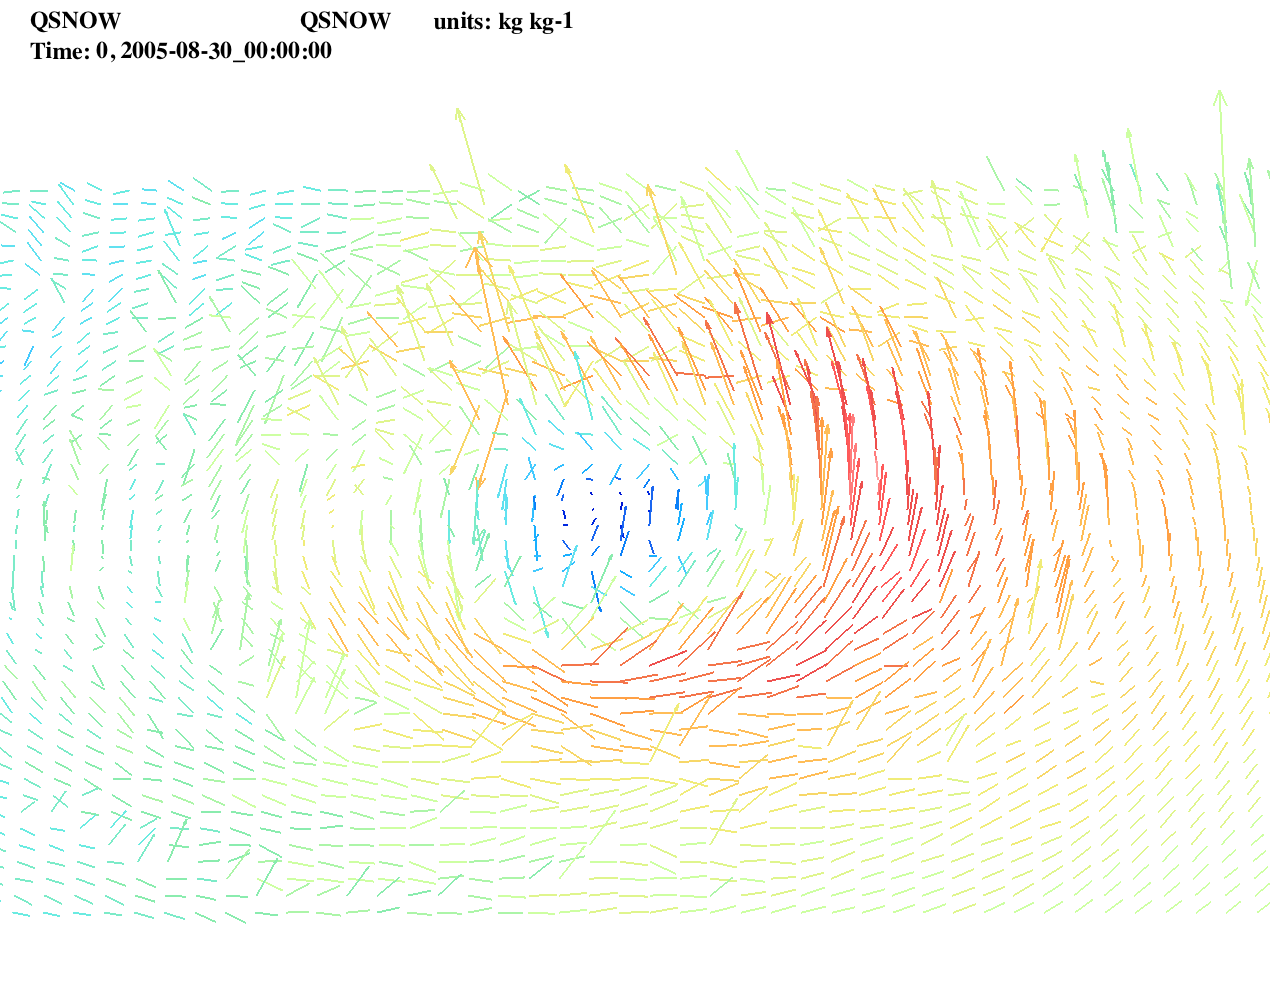 QSNOW QSNOW units: kg kg-1
Time: 0, 2005-08-30_00:00:00